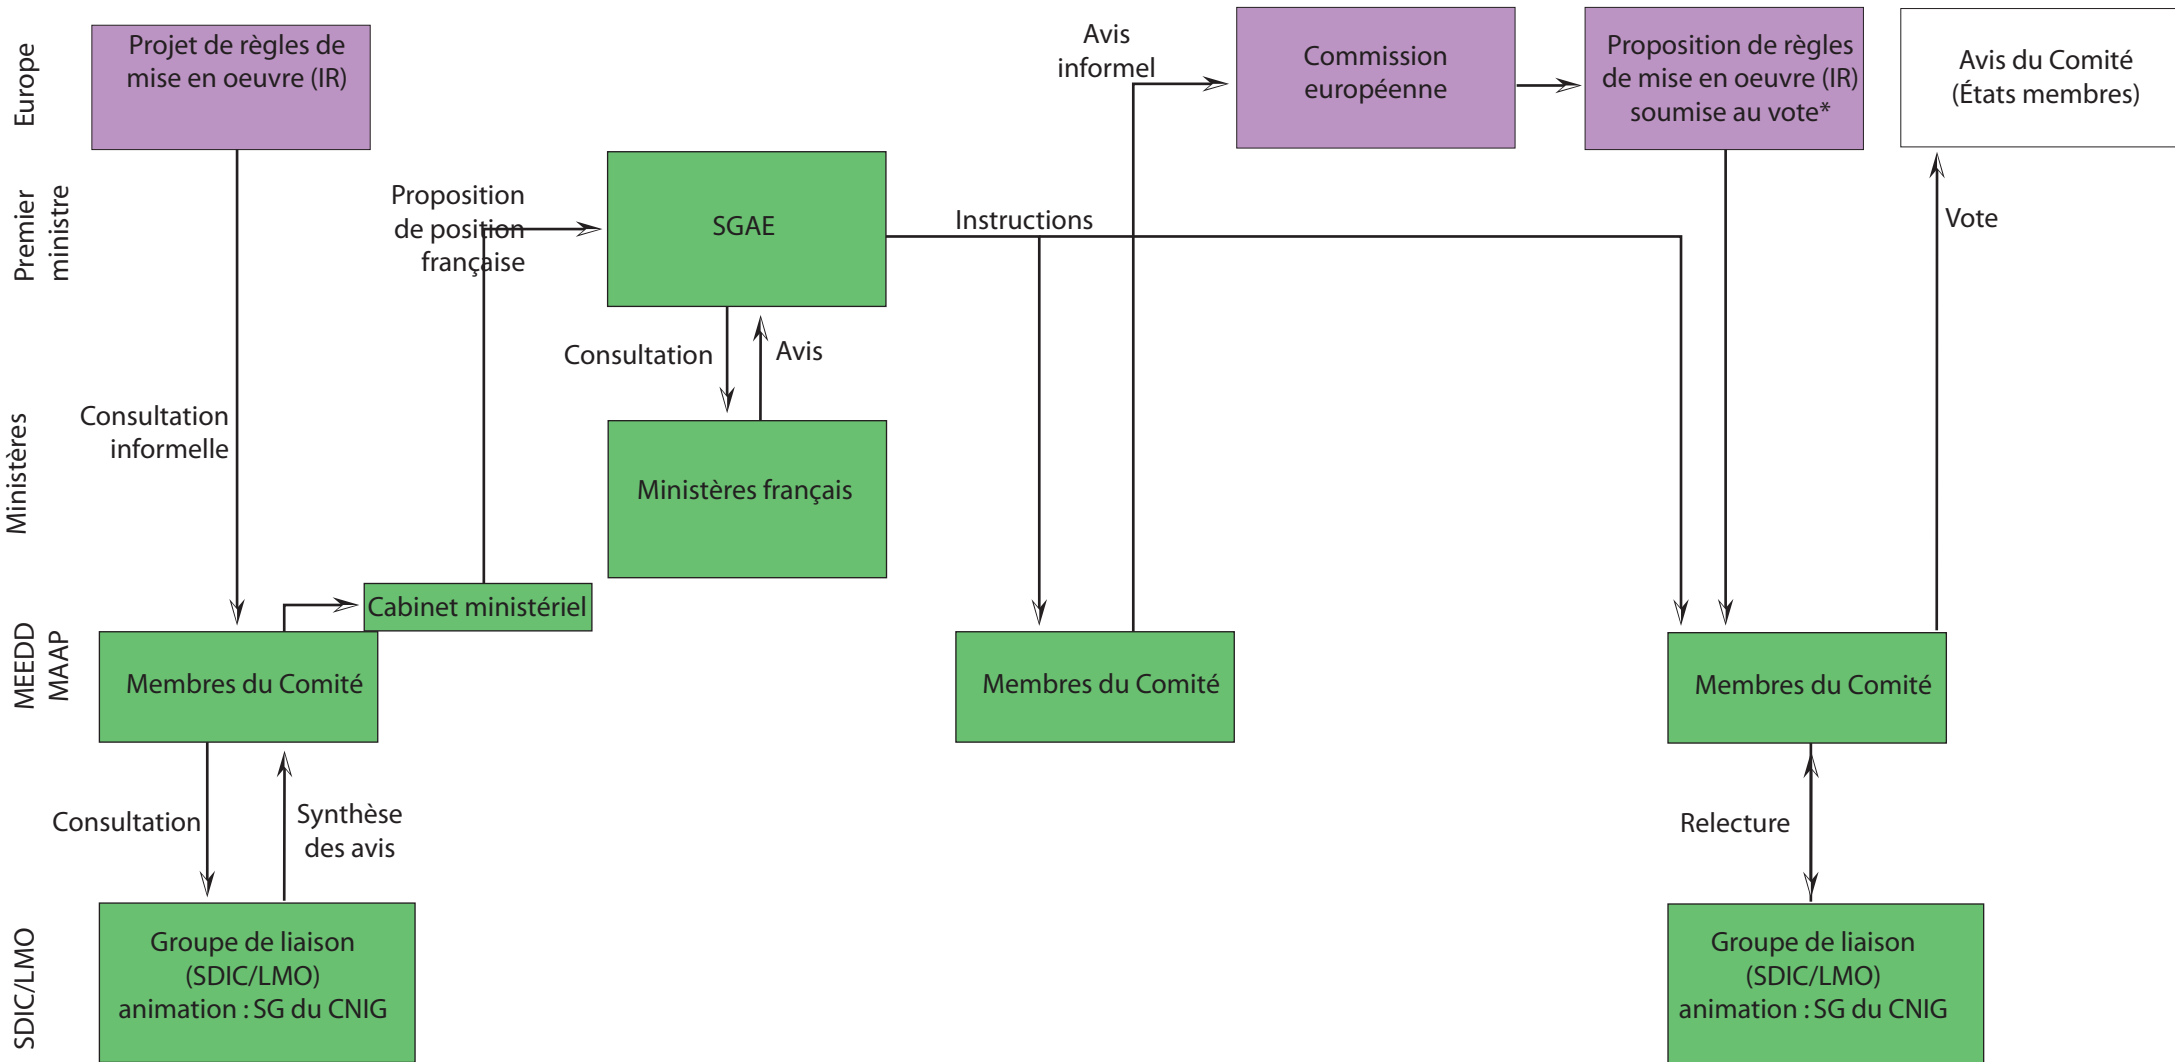 Europe
Projet de règles de
mise en oeuvre (IR)
Avis
informel
Commission
européenne
Proposition de règles
de mise en oeuvre (IR)
soumise au vote*
Avis du Comité
(États membres)
Premier
ministre
Proposition
de position
française
SGAE
Instructions
Vote
Consultation
Avis
Ministères
Consultation
informelle
Ministères français
MEEDD
MAAP
Cabinet ministériel
Membres du Comité
Membres du Comité
Membres du Comité
Consultation
Synthèse
des avis
Relecture
SDIC/LMO
Groupe de liaison
(SDIC/LMO)
animation : SG du CNIG
Groupe de liaison
(SDIC/LMO)
animation : SG du CNIG